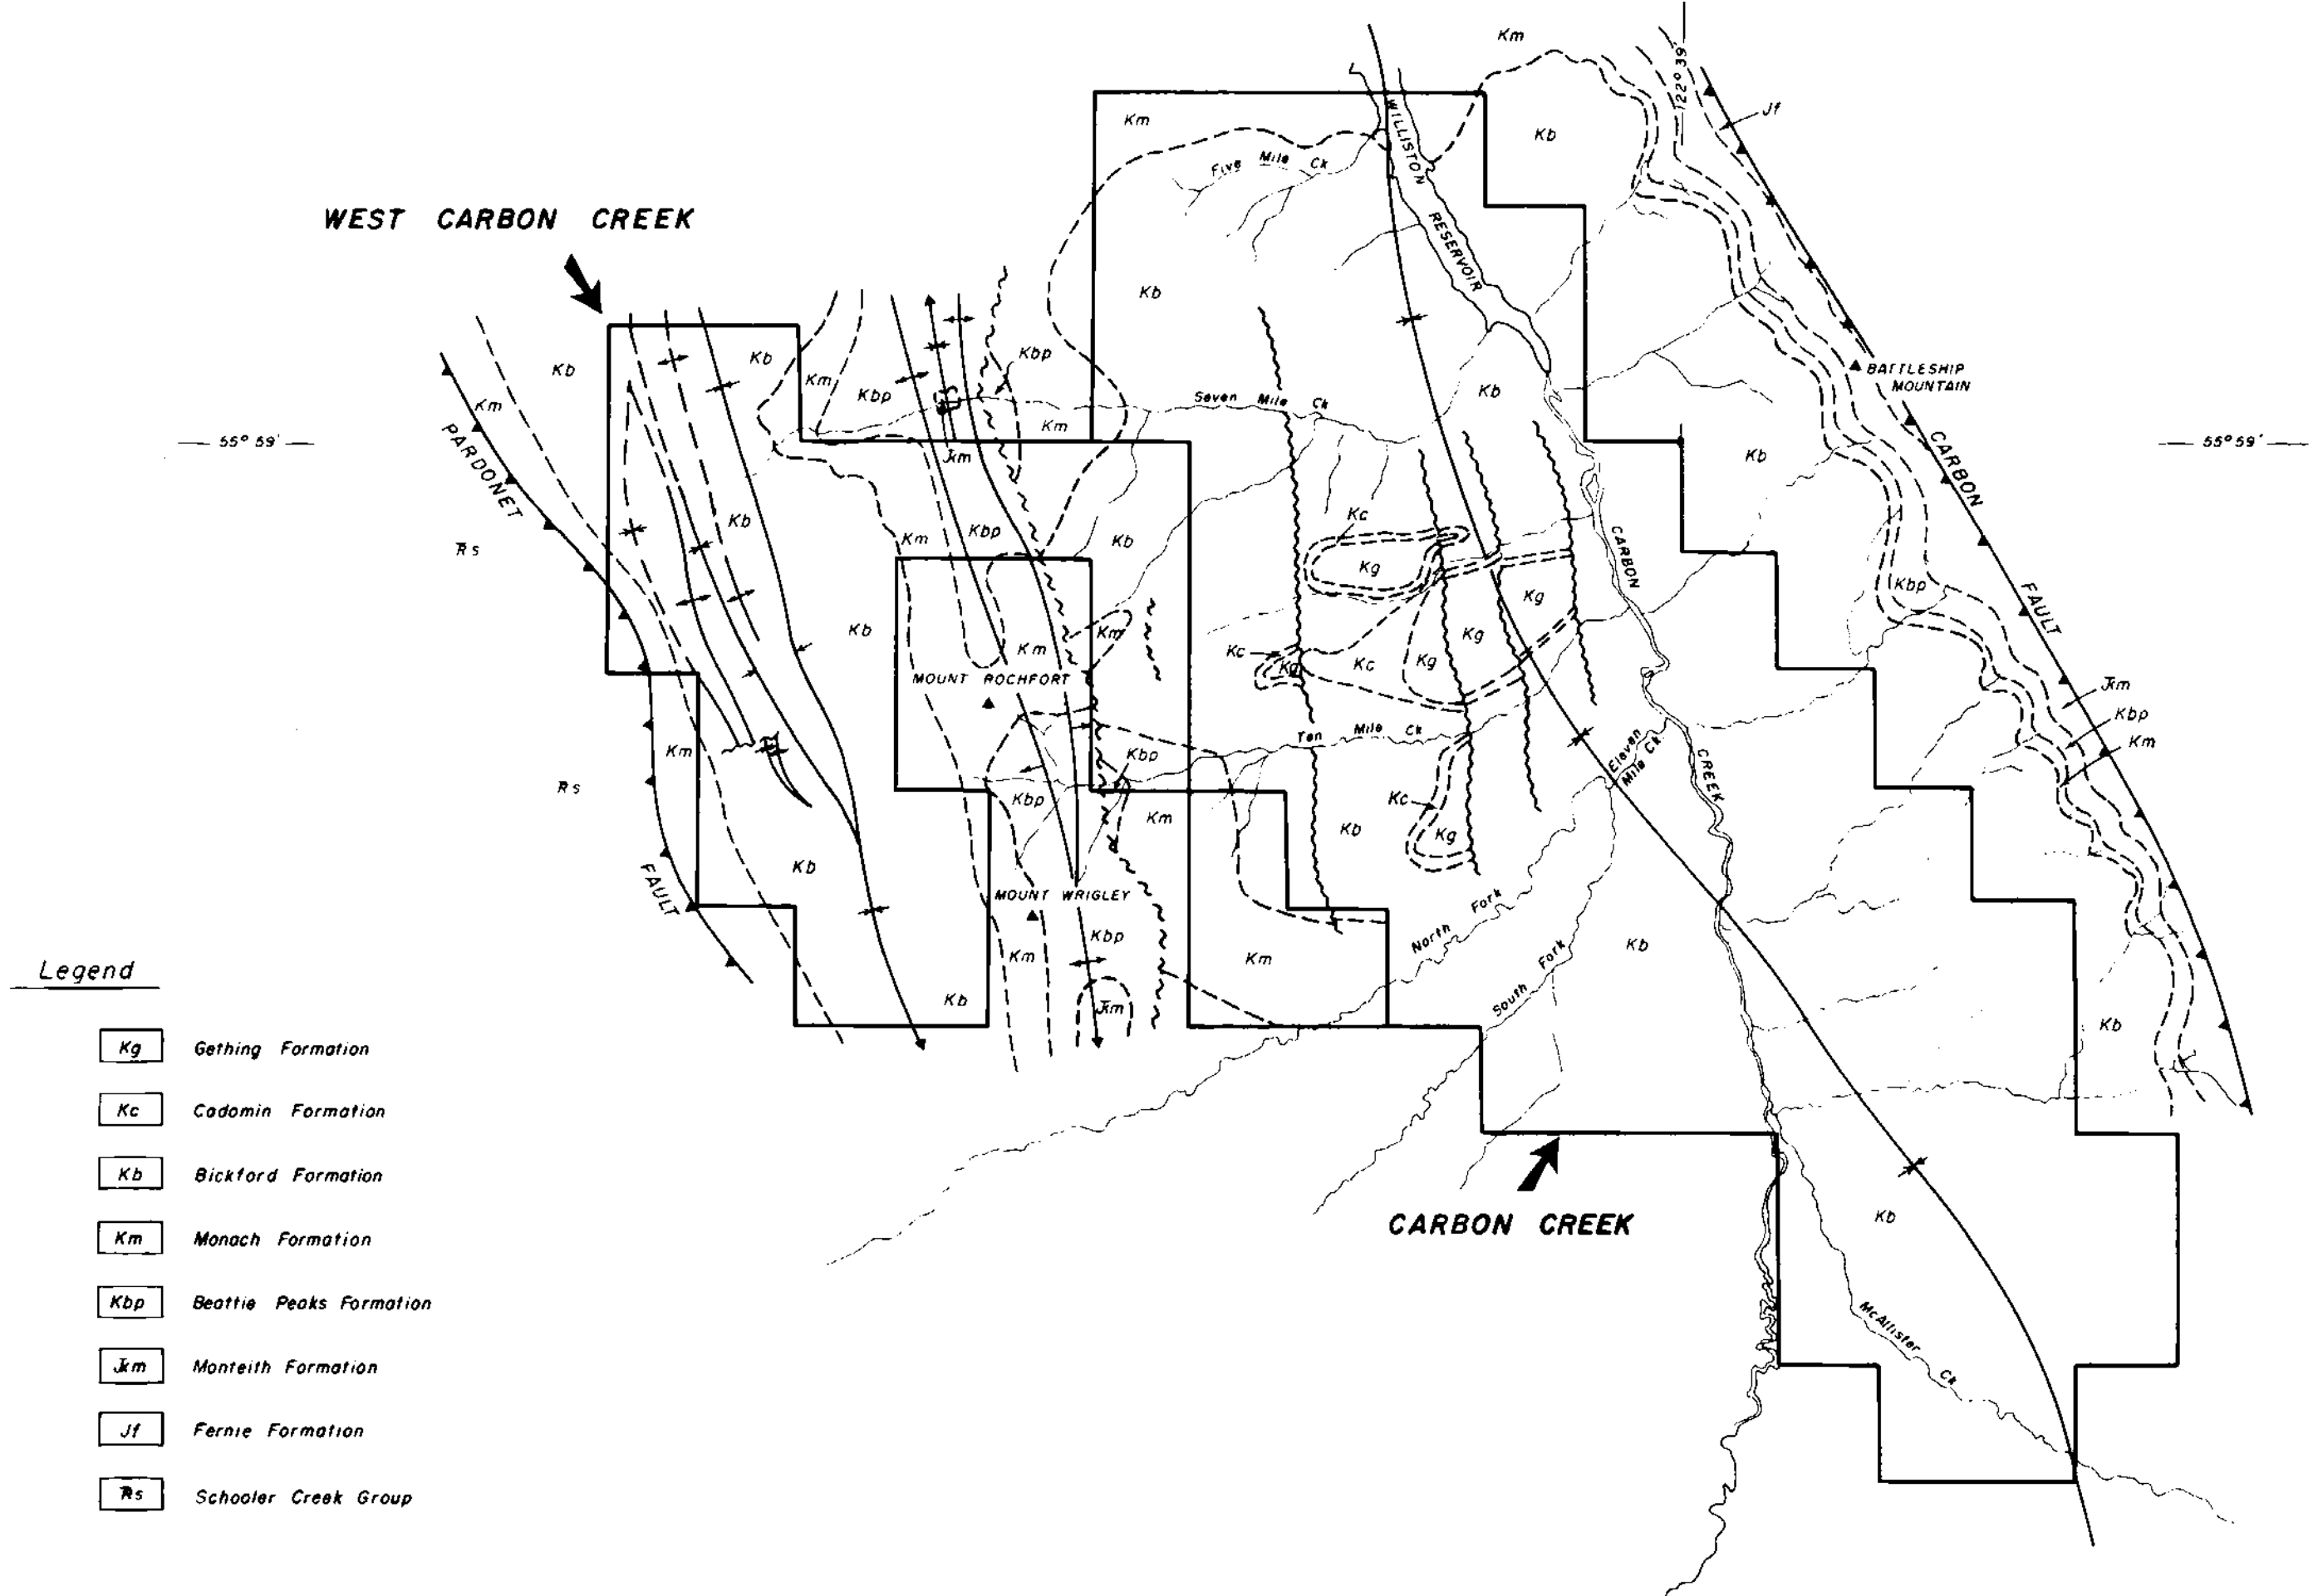 Km
122° 39'
Jf
Km
Kb
Five Mile Ck
WILLISTON
RESERVOIR
WEST CARBON CREEK
Kb
Kb
Kb
Km
Kbp
Kbp
Kb
BATTLESHIP
MOUNTAIN
Km
Seven Mile Ck
Km
55° 59'
55° 59'
PARDONET
Jkm
Kb
CARBON
Kb
Kbp
Km
Kb
Kc
Rs
Kg
CARBON
Kbp
FAULT
Kg
Kb
Km
Km
Kg
Kc
Kg
Kc
Kg
MOUNT ROCHFORT
Jkm
Kbp
Km
Km
Ten Mile Ck
Eleven
Mile Ck
CREEK
Kbp
Rs
Kbp
Km
Kc
Kb
Kg
Kb
FAULT
MOUNT WRIGLEY
North Fork
Kbp
Km
Km
Kb
South Fork
Kb
Jkm
Kb
CARBON CREEK
Kb
McAllister Ck
Legend
Kg Gething Formation
Kc Cadomin Formation
Kb Bickford Formation
Km Monach Formation
Kbp Beattie Peaks Formation
Jkm Monteith Formation
Jf Fernie Formation
Rs Schooler Creek Group